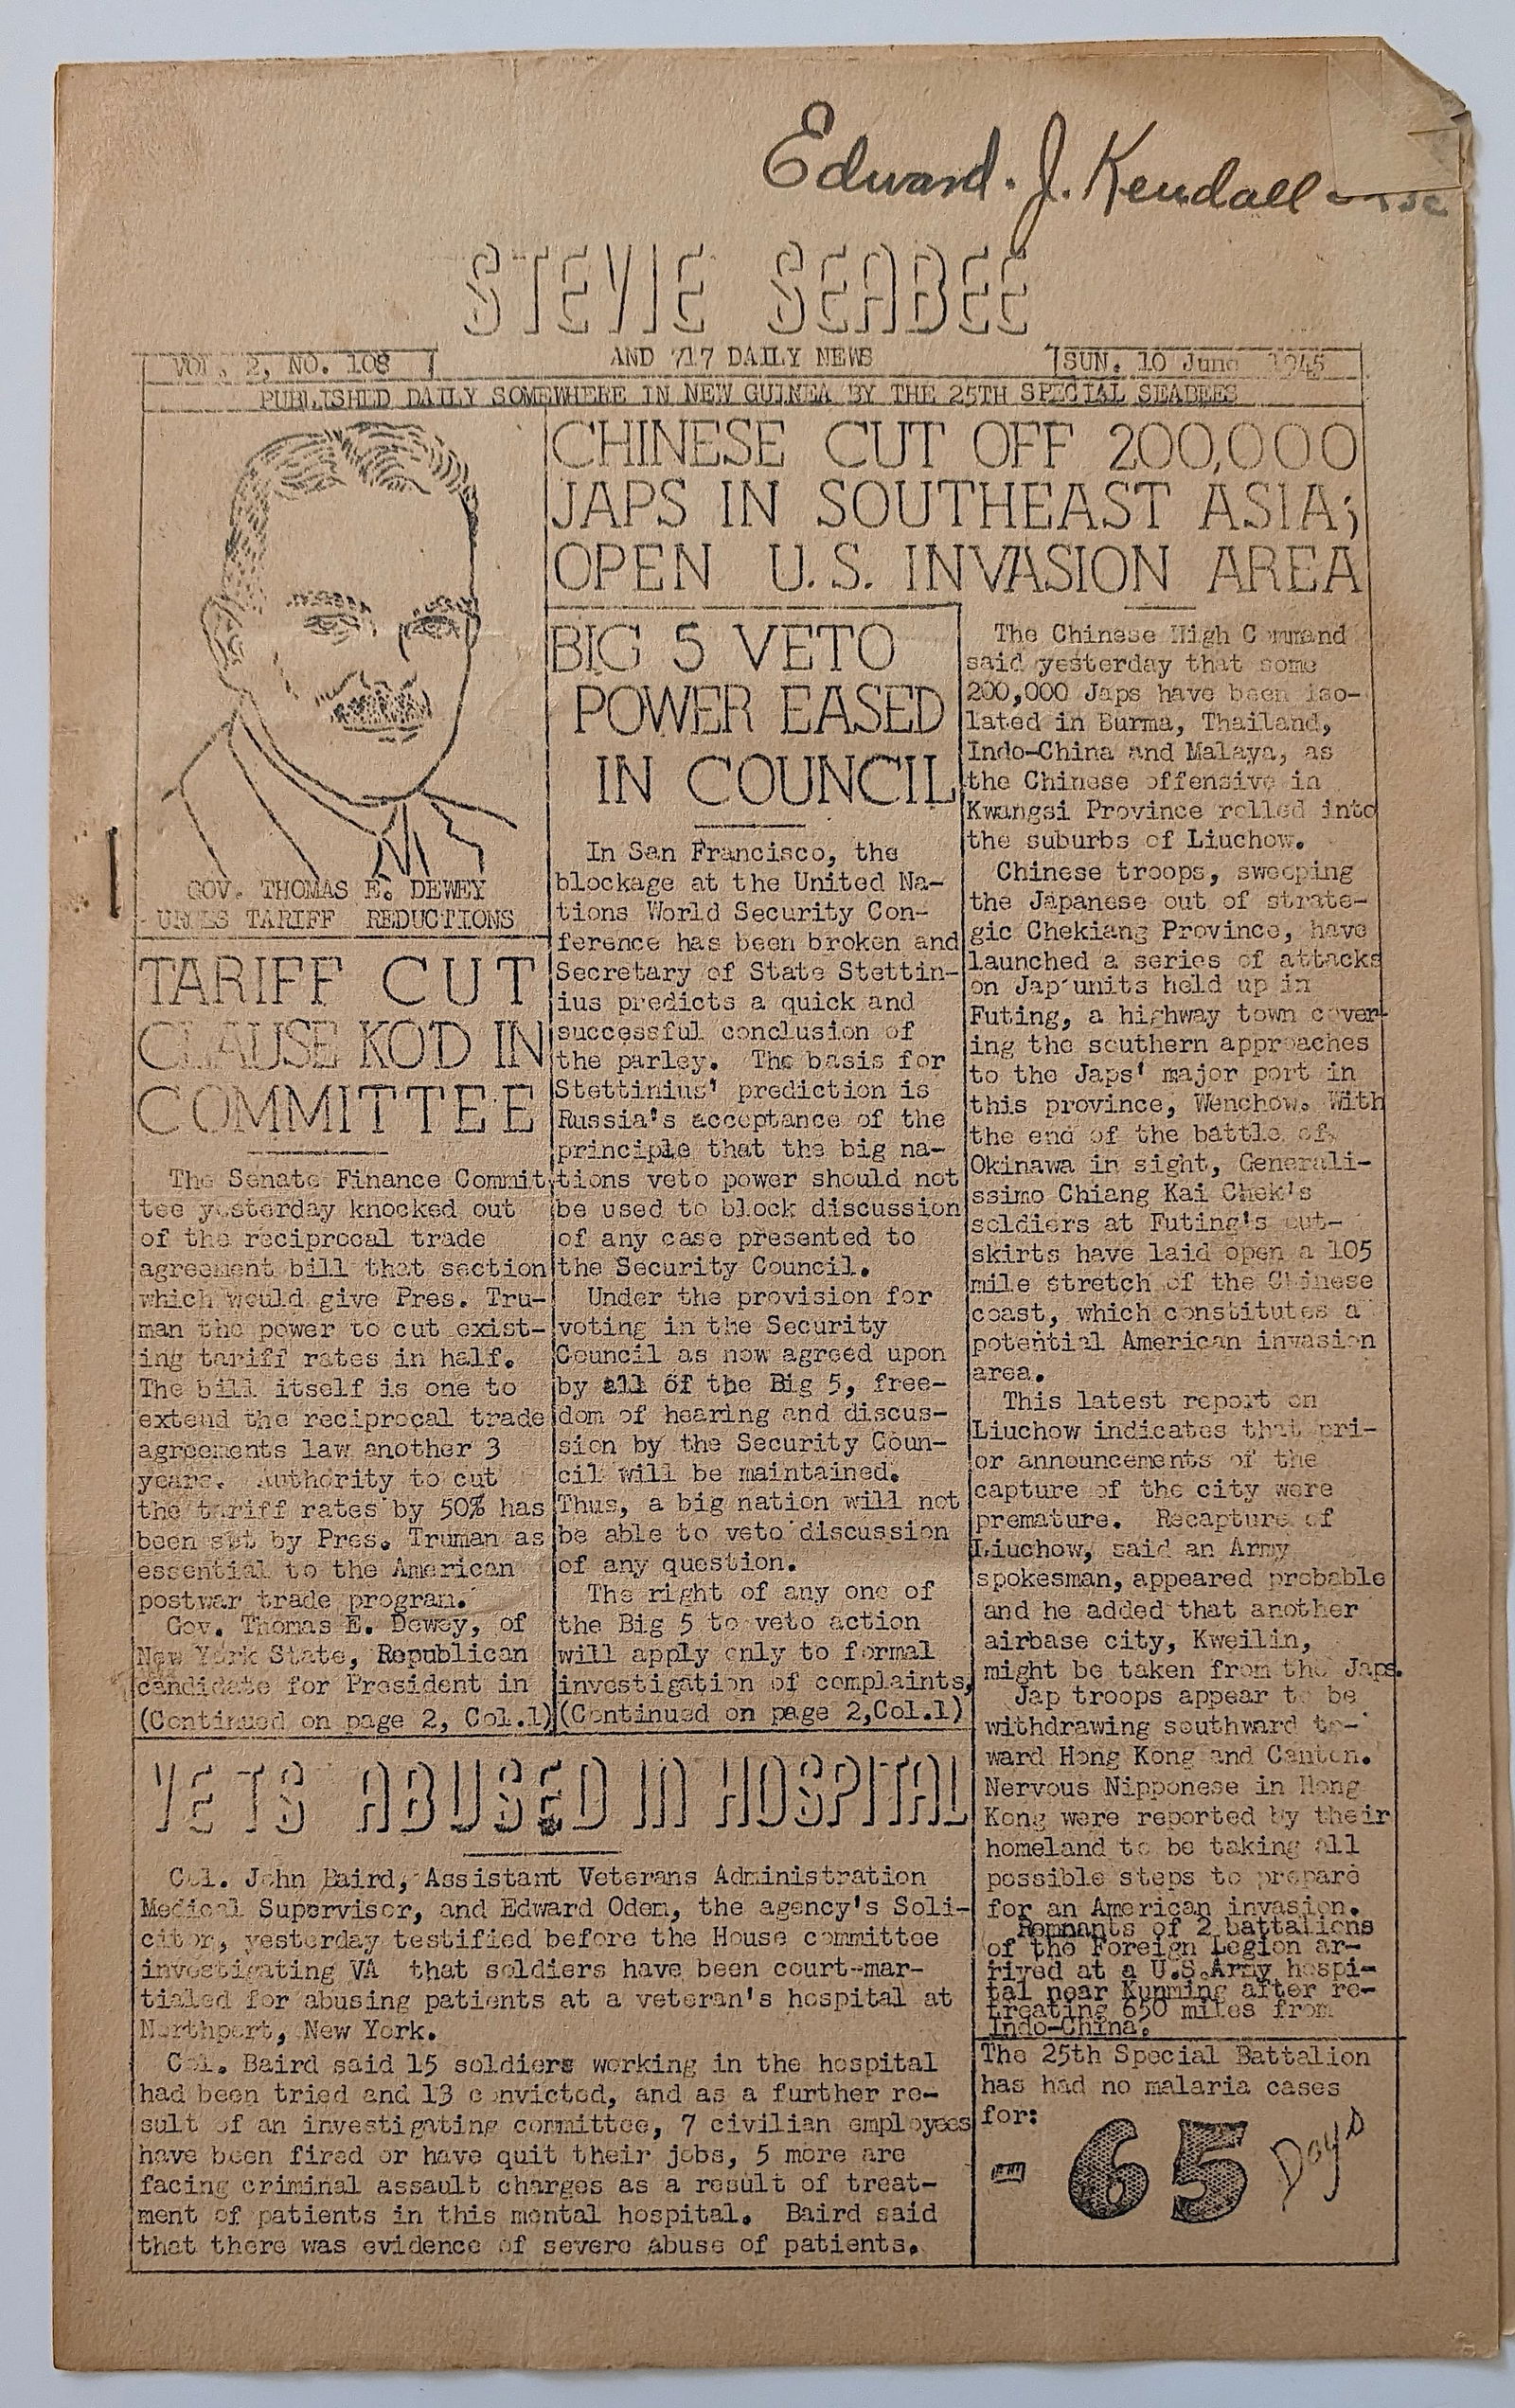 Edward. J. Kendall
STEVIE SEABEE
VOL. 2, NO. 108
AND 717 DAILY NEWS
SUN. 10 June 1945
PUBLISHED DAILY SOMEWHERE IN NEW GUINEA BY THE 25TH SPECIAL SEABEES
GOV. THOMAS E. DEWEY
URGES TARIFF REDUCTIONS
TARIFF CUT
CLAUSE KO'D IN
COMMITTEE
The Senate Finance Commit
tee yesterday knocked out
of the reciprocal trade
agreement bill that section
which would give Pres. Tru-
man the power to cut exist-
ing tariff rates in half.
The bill itself is one to
extend the reciprocal trade
agreements law another 3
years. Authority to cut
the tariff rates by 50% has
been set by Pres. Truman as
essential to the American
postwar trade program.
Gov. Thomas E. Dewey, of
New York State, Republican
candidate for President in
(Continued on page 2, Col.1)
CHINESE CUT OFF 200,000
JAPS IN SOUTHEAST ASIA;
OPEN U.S. INVASION AREA
BIG 5 VETO
POWER EASED
IN COUNCIL
In San Francisco, the
blockage at the United Na-
tions World Security Con-
ference has been broken and
Secretary of State Stettin-
ius predicts a quick and
successful conclusion of
the parley. The basis for
Stettinius' prediction is
Russia's acceptance of the
principle that the big na-
tions veto power should not
be used to block discussion
of any case presented to
the Security Council.
Under the provision for
voting in the Security
Council as now agreed upon
by all of the Big 5, free-
dom of hearing and discus-
sion by the Security Coun-
cil will be maintained.
Thus, a big nation will not
be able to veto discussion
of any question.
The right of any one of
the Big 5 to veto action
will apply only to formal
investigation of complaints,
(Continued on page 2,Col.1)
The Chinese High Command
said yesterday that some
200,000 Japs have been iso-
lated in Burma, Thailand,
Indo-China and Malaya, as
the Chinese offensive in
Kwangsi Province rolled into
the suburbs of Liuchow.
Chinese troops, sweeping
the Japanese out of strate-
gic Chekiang Province, have
launched a series of attacks
on Jap units held up in
Futing, a highway town cover-
ing the southern approaches
to the Japs' major port in
this province, Wenchow. With
the end of the battle of
Okinawa in sight, Generali-
ssimo Chiang Kai Chek's
soldiers at Futing's out-
skirts have laid open a 105
mile stretch of the Chinese
coast, which constitutes a
potential American invasion
area.
This latest report on
Liuchow indicates that pri-
or announcements of the
capture of the city were
premature. Recapture of
Liuchow, said an Army
spokesman, appeared probable
and he added that another
airbase city, Kweilin,
might be taken from the Japs.
Jap troops appear to be
withdrawing southward to-
ward Hong Kong and Canton.
Nervous Nipponese in Hong
Kong were reported by their
homeland to be taking all
possible steps to prepare
for an American invasion.
Remnants of 2 battalions
of the Foreign Legion ar-
rived at a U.S.Army hospi-
tal near Kunming after re-
treating 650 miles from
Indo-China.
VETS ABUSED IN HOSPITAL
Col. John Baird, Assistant Veterans Administration
Medical Supervisor, and Edward Odem, the agency's Soli-
citor, yesterday testified before the House committee
investigating VA that soldiers have been court-mar-
tialed for abusing patients at a veteran's hospital at
Northport, New York.
Col. Baird said 15 soldiers working in the hospital
had been tried and 13 convicted, and as a further re-
sult of an investigating committee, 7 civilian employees
have been fired or have quit their jobs, 5 more are
facing criminal assault charges as a result of treat-
ment of patients in this mental hospital. Baird said
that there was evidence of severe abuse of patients.
The 25th Special Battalion
has had no malaria cases
for:
65 Days